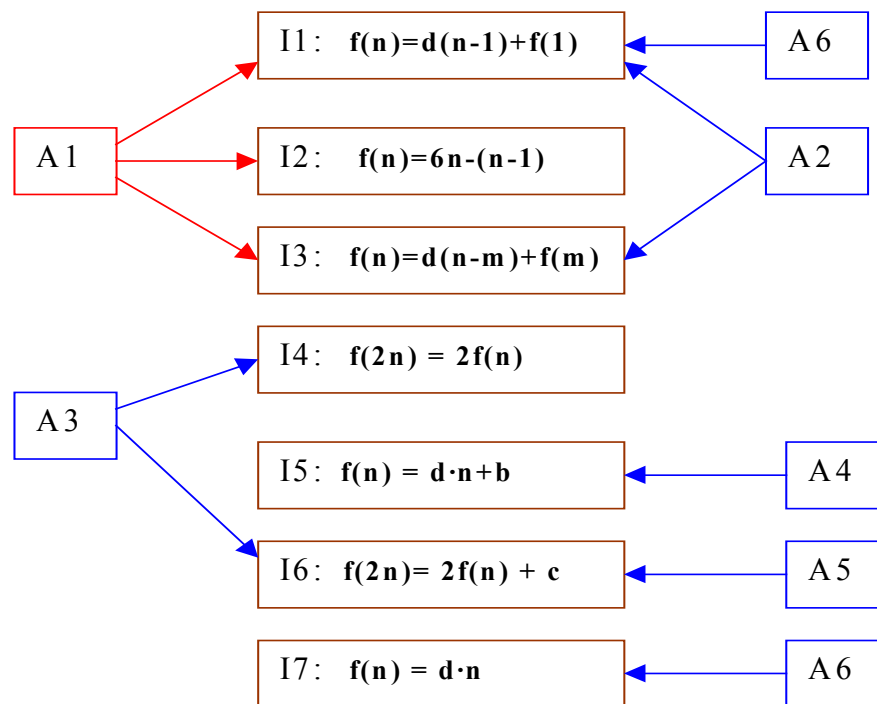 I1: f(n)=d(n-1)+f(1)
A6
A1
I2: f(n)=6n-(n-1)
A2
I3: f(n)=d(n-m)+f(m)
I4: f(2n) = 2f(n)
A3
I5: f(n) = d·n+b
A4
I6: f(2n)= 2f(n) + c
A5
I7: f(n) = d·n
A6